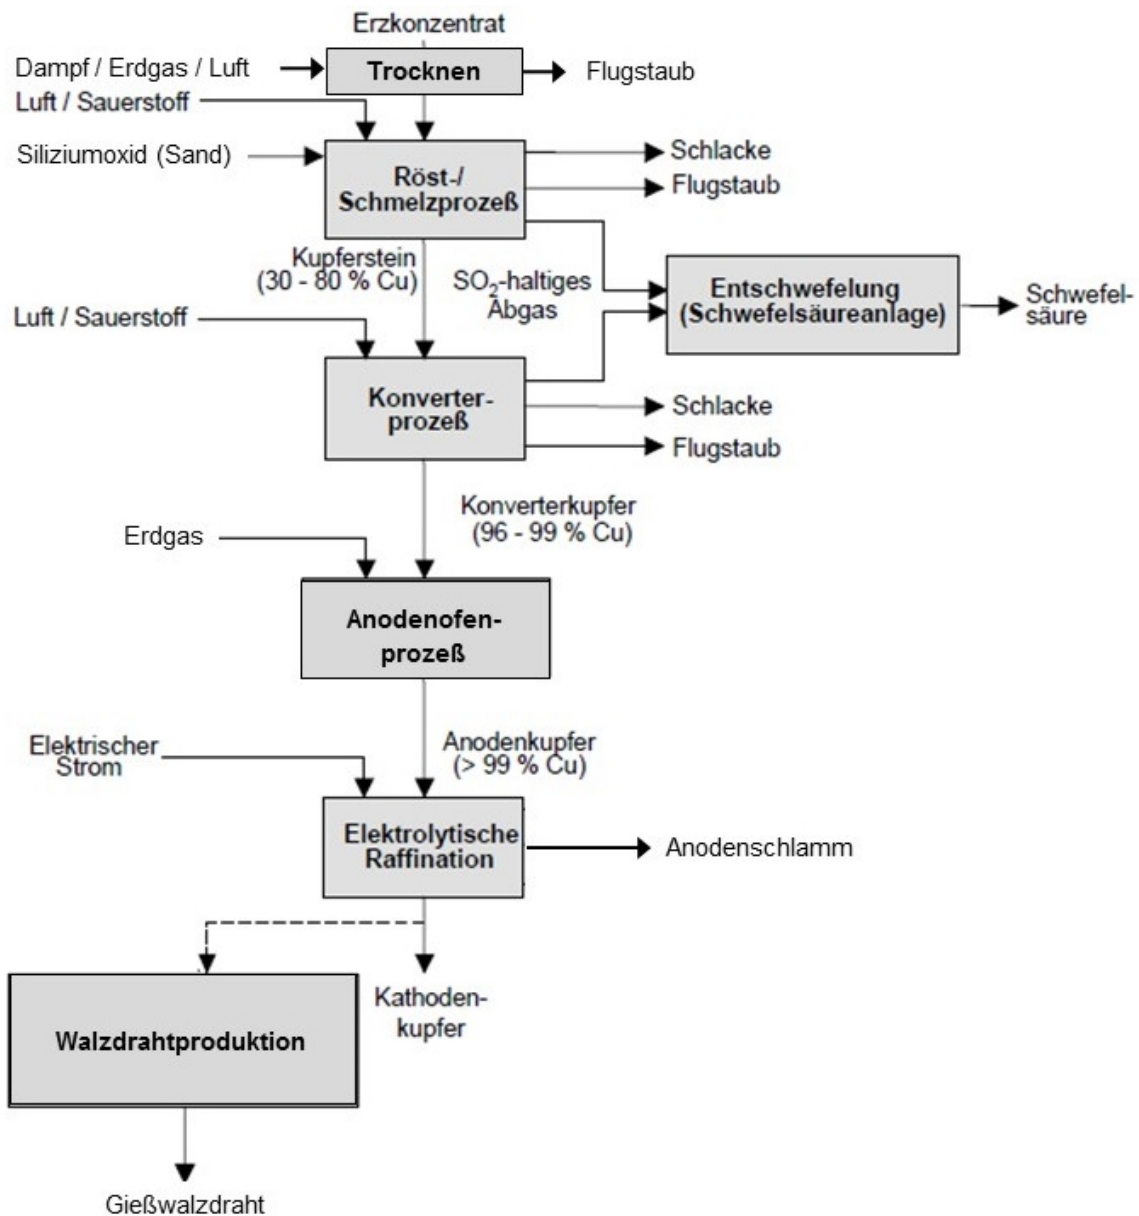 Erzkonzentrat
Dampf / Erdgas / Luft
Trocknen
Flugstaub
Luft / Sauerstoff
Siliziumoxid (Sand)
Röst-/
Schmelzprozeß
Schlacke
Flugstaub
Kupferstein
(30 - 80 % Cu)
SO₂-haltiges
Abgas
Entschwefelung
(Schwefelsäureanlage)
Schwefel-
säure
Luft / Sauerstoff
Konverter-
prozeß
Schlacke
Flugstaub
Konverterkupfer
(96 - 99 % Cu)
Erdgas
Anodenofen-
prozeß
Elektrischer
Strom
Anodenkupfer
(> 99 % Cu)
Elektrolytische
Raffination
Anodenschlamm
Kathoden-
kupfer
Walzdrahtproduktion
Gießwalzdraht